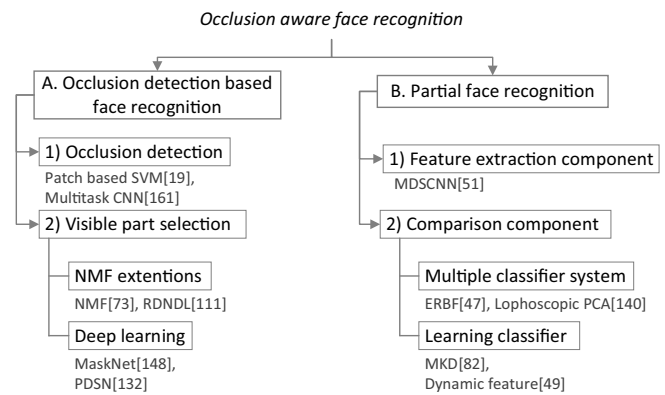 Occlusion aware face recognition
A. Occlusion detection based
face recognition
1) Occlusion detection
Patch based SVM[19],
Multitask CNN[161]
2) Visible part selection
NMF extentions
NMF[73], RDNDL[111]
Deep learning
MaskNet[148],
PDSN[132]
B. Partial face recognition
1) Feature extraction component
MDSCNN[51]
2) Comparison component
Multiple classifier system
ERBF[47], Lophoscopic PCA[140]
Learning classifier
MKD[82],
Dynamic feature[49]